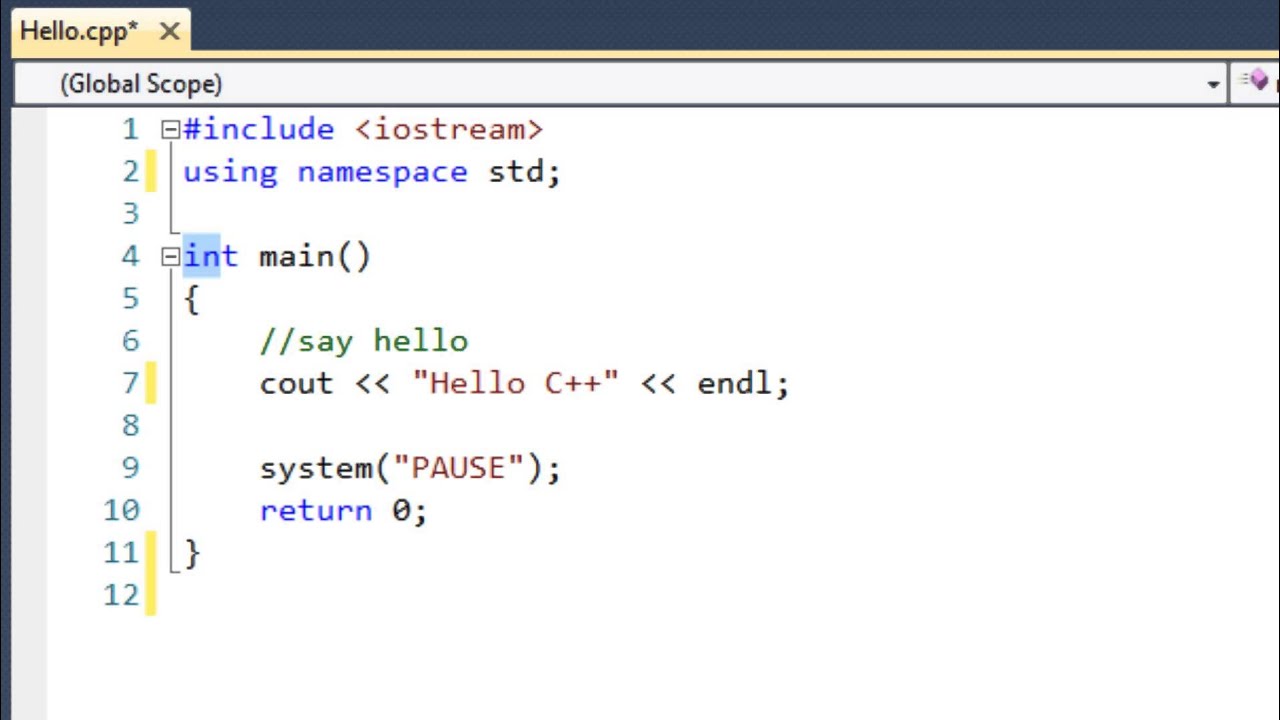 Hello.cpp*
(Global Scope)
1 #include <iostream>
2 using namespace std;
3
4 int main()
5 {
6 //say hello
7 cout << "Hello C++" << endl;
8
9 system("PAUSE");
10 return 0;
11 }
12